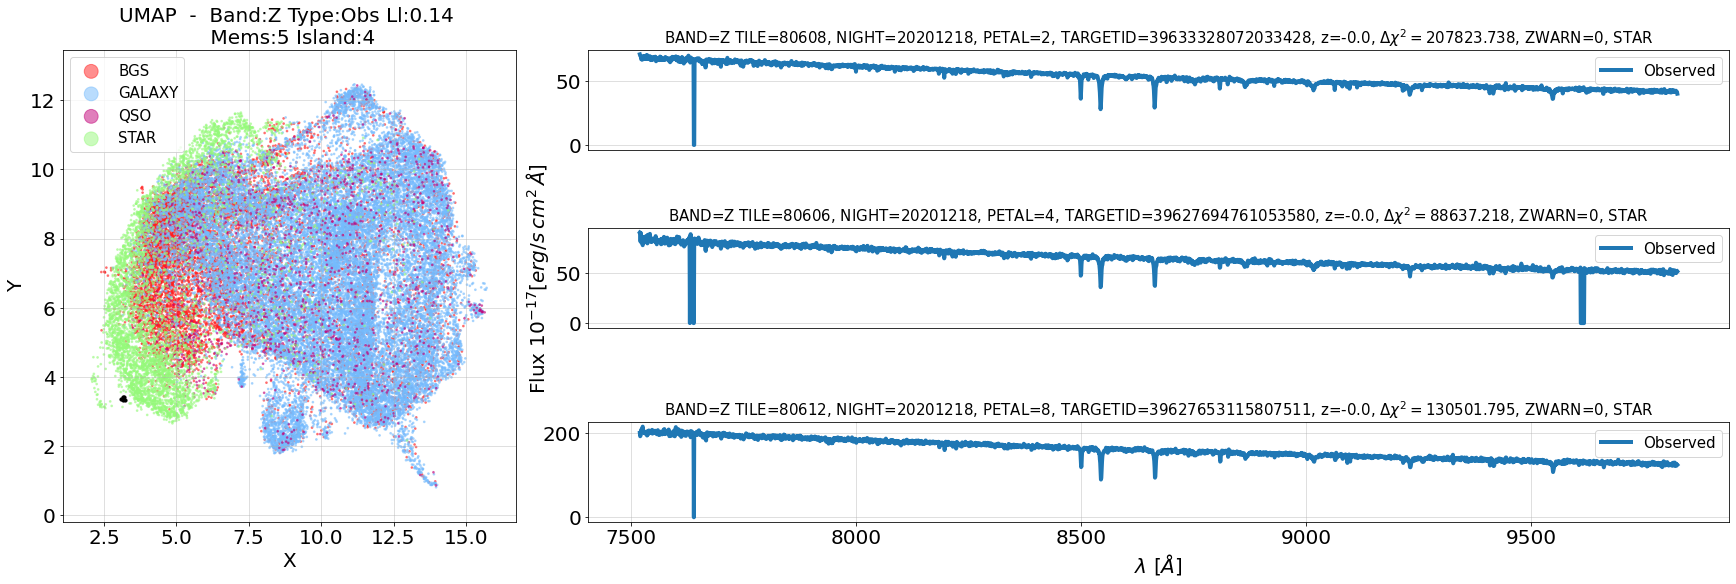 UMAP  -  Band:Z Type:Obs Ll:0.14
Mems:5 Island:4
BGS
GALAXY
QSO
STAR
12
10
8
6
4
2
0
Y
2.5 5.0 7.5 10.0 12.5 15.0
X
Flux 10⁻¹⁷[erg/s cm² Å]
BAND=Z TILE=80608, NIGHT=20201218, PETAL=2, TARGETID=39633328072033428, z=-0.0, Δχ² = 207823.738, ZWARN=0, STAR
Observed
50
0
BAND=Z TILE=80606, NIGHT=20201218, PETAL=4, TARGETID=39627694761053580, z=-0.0, Δχ² = 88637.218, ZWARN=0, STAR
Observed
50
0
BAND=Z TILE=80612, NIGHT=20201218, PETAL=8, TARGETID=39627653115807511, z=-0.0, Δχ² = 130501.795, ZWARN=0, STAR
Observed
200
0
7500 8000 8500 9000 9500
λ [Å]